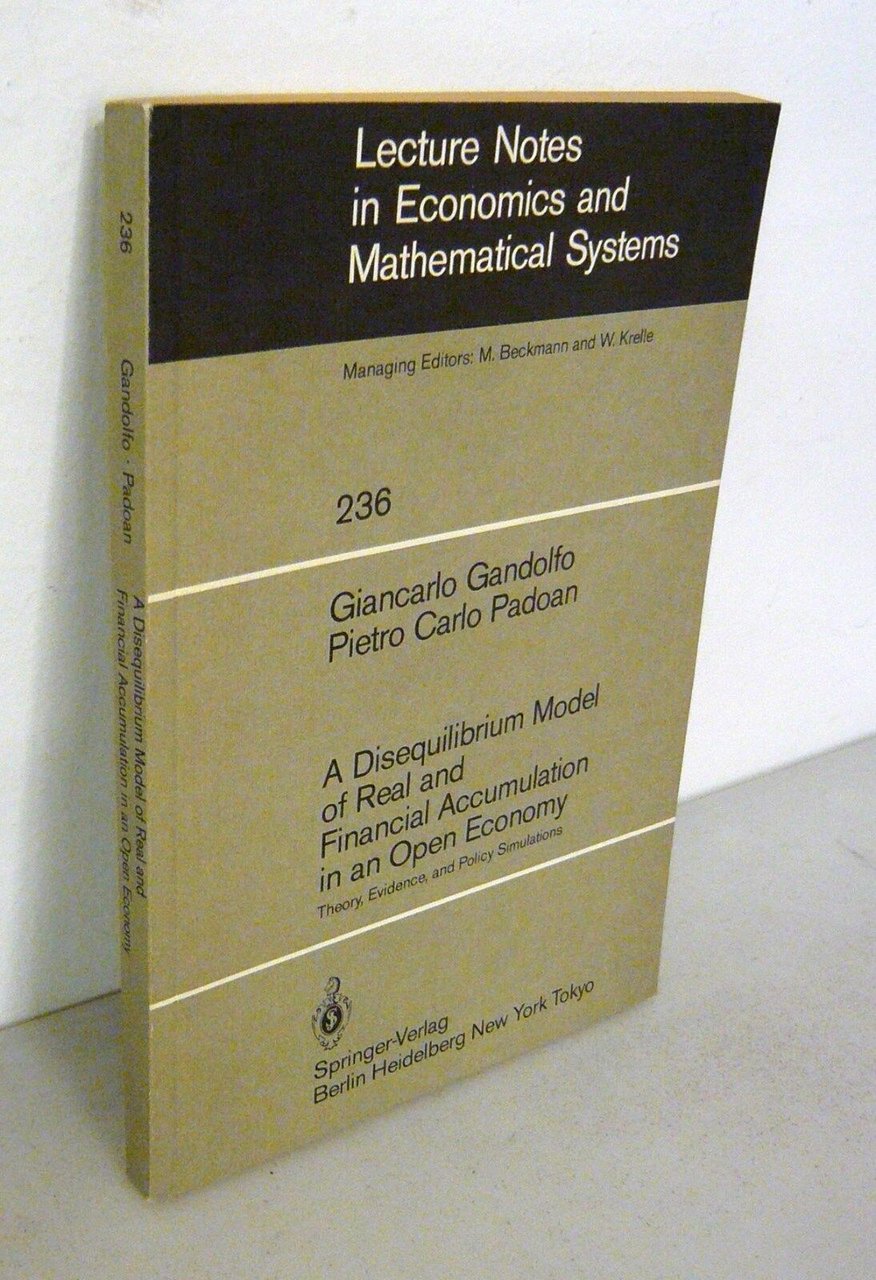 Lecture Notes
in Economics and
Mathematical Systems
Managing Editors: M. Beckmann and W. Krelle
236
Giancarlo Gandolfo
Pietro Carlo Padoan
A Disequilibrium Model
of Real and
Financial Accumulation
in an Open Economy
Theory, Evidence, and Policy Simulations
Springer-Verlag
Berlin Heidelberg New York Tokyo
236
Gandolfo · Padoan
A Disequilibrium Model of Real and
Financial Accumulation in an Open Economy